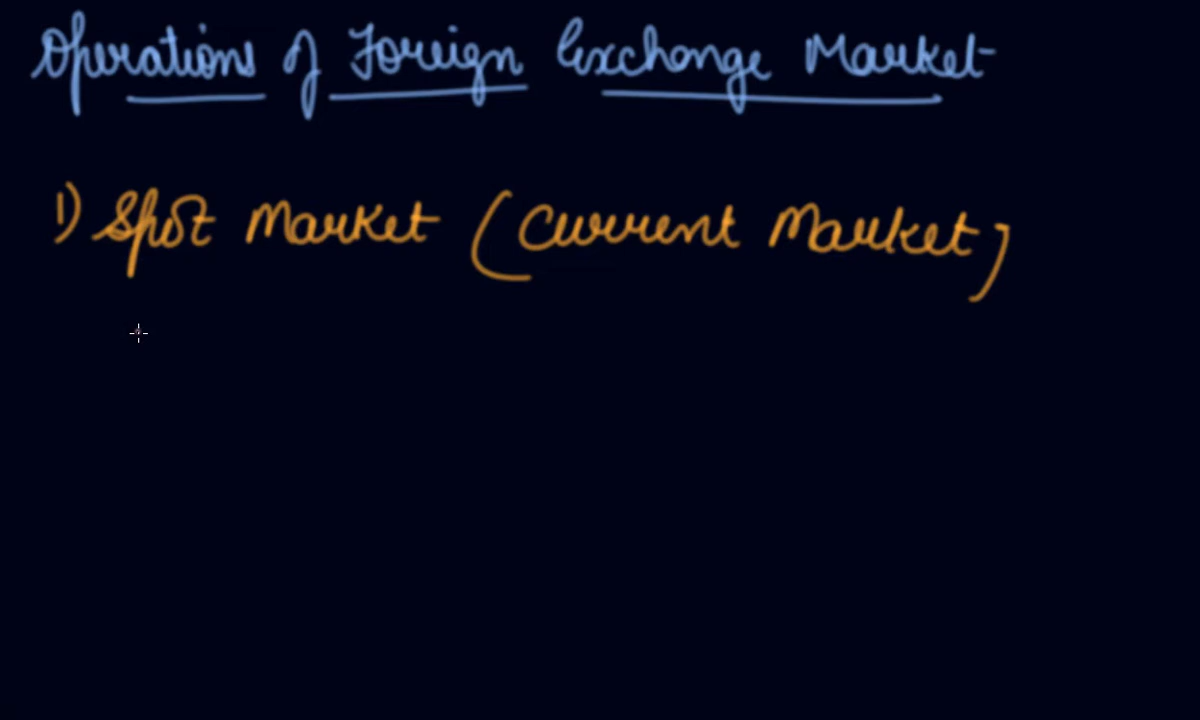 Operations of Foreign Exchange Market
1) Spot Market (Current Market)